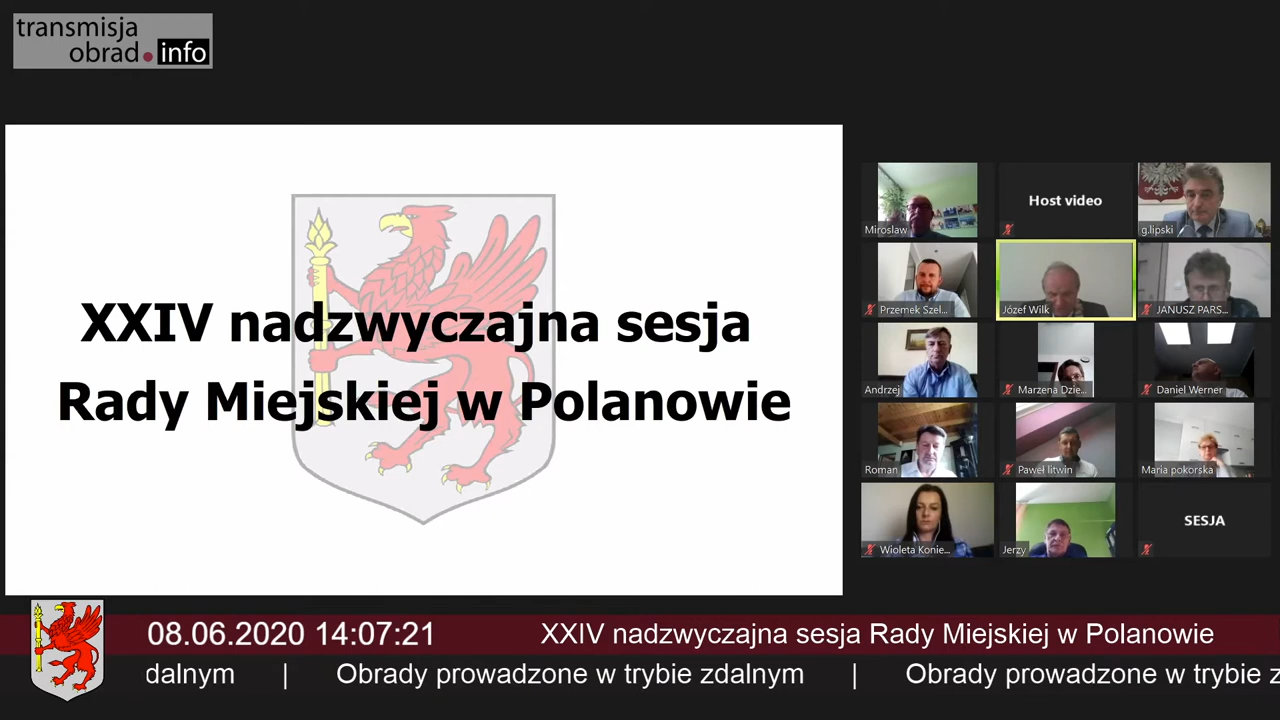 transmisja
obrad.info
XXIV nadzwyczajna sesja
Rady Miejskiej w Polanowie
Mirosław
Host video
g.lipski
Przemek Szel...
Józef Wilk
JANUSZ PARS...
Andrzej
Marzena Dzie...
Daniel Werner
Roman
Paweł litwin
Maria pokorska
Wioleta Konie...
Jerzy
SESJA
08.06.2020 14:07:21
XXIV nadzwyczajna sesja Rady Miejskiej w Polanowie
dalnym | Obrady prowadzone w trybie zdalnym | Obrady prowadzone w trybie z